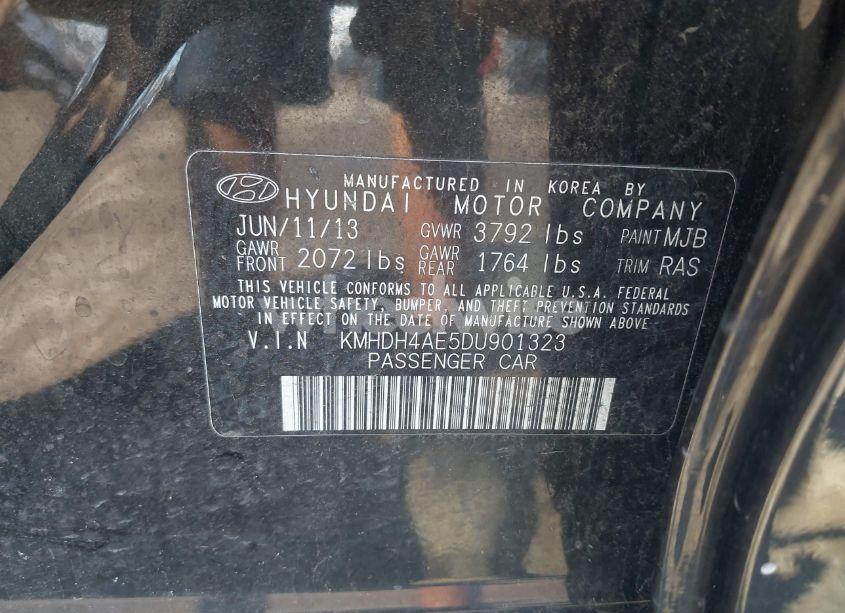 MANUFACTURED IN KOREA BY
HYUNDAI MOTOR COMPANY
JUN/11/13 GVWR 3792 lbs PAINT MJB
GAWR FRONT 2072 lbs GAWR REAR 1764 lbs TRIM RAS
THIS VEHICLE CONFORMS TO ALL APPLICABLE U.S.A. FEDERAL
MOTOR VEHICLE SAFETY, BUMPER, AND THEFT PREVENTION STANDARDS
IN EFFECT ON THE DATE OF MANUFACTURE SHOWN ABOVE
V.I.N KMHDH4AE5DU901323
PASSENGER CAR